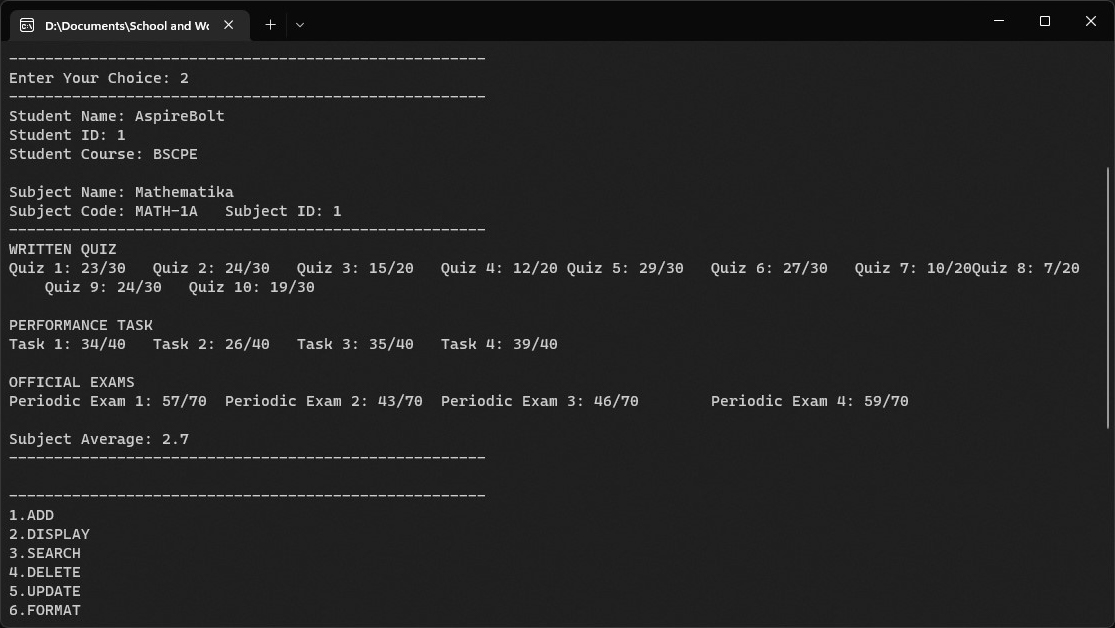 D:\Documents\School and Wo
--------------------------------------------------
Enter Your Choice: 2
--------------------------------------------------
Student Name: AspireBolt
Student ID: 1
Student Course: BSCPE
Subject Name: Mathematika
Subject Code: MATH-1A   Subject ID: 1
--------------------------------------------------
WRITTEN QUIZ
Quiz 1: 23/30   Quiz 2: 24/30   Quiz 3: 15/20   Quiz 4: 12/20 Quiz 5: 29/30   Quiz 6: 27/30   Quiz 7: 10/20Quiz 8: 7/20
    Quiz 9: 24/30   Quiz 10: 19/30
PERFORMANCE TASK
Task 1: 34/40   Task 2: 26/40   Task 3: 35/40   Task 4: 39/40
OFFICIAL EXAMS
Periodic Exam 1: 57/70  Periodic Exam 2: 43/70  Periodic Exam 3: 46/70        Periodic Exam 4: 59/70
Subject Average: 2.7
--------------------------------------------------
--------------------------------------------------
1.ADD
2.DISPLAY
3.SEARCH
4.DELETE
5.UPDATE
6.FORMAT